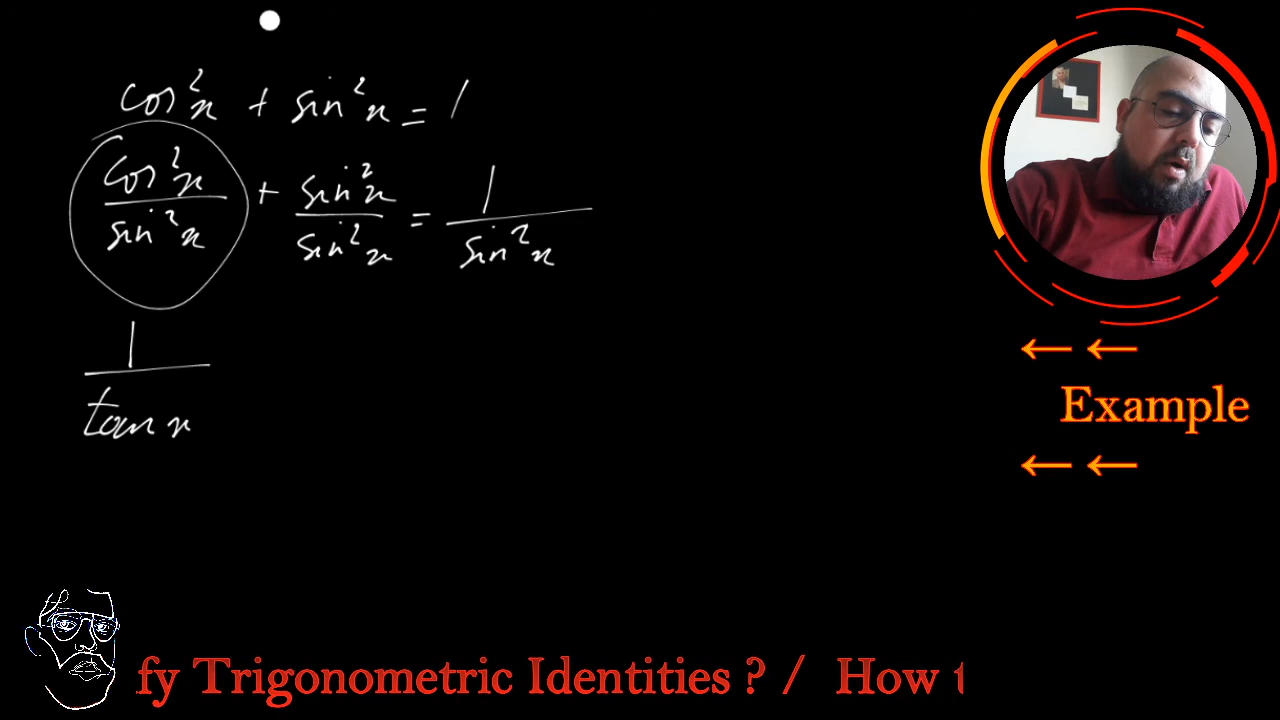 cos²x + sin²x = 1
cos²x/sin²x + sin²x/sin²x = 1/sin²x
1/tan x
← ←
Example
← ←
fy Trigonometric Identities ? / How t